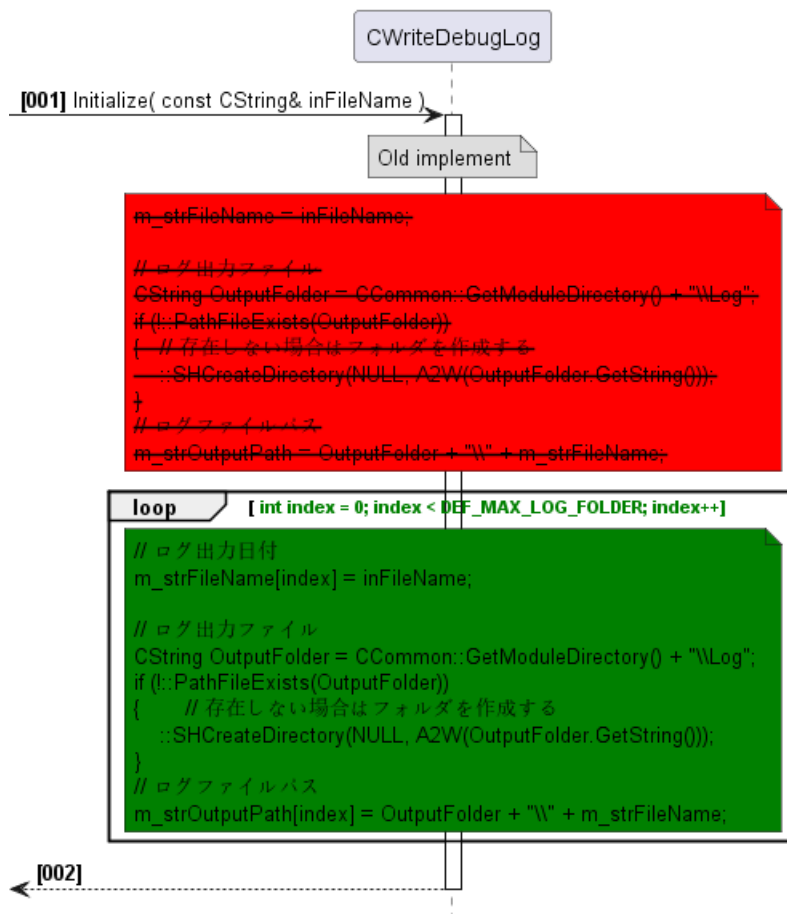 CWriteDebugLog
[001] Initialize( const CString& inFileName )
Old implement
m_strFileName = inFileName;
// ログ出力ファイル
CString OutputFolder = CCommon::GetModuleDirectory() + "\\Log";
if (!::PathFileExists(OutputFolder))
{ // 存在しない場合はフォルダを作成する
::SHCreateDirectory(NULL, A2W(OutputFolder.GetString()));
}
// ログファイルパス
m_strOutputPath = OutputFolder + "\\" + m_strFileName;
loop [ int index = 0; index < DEF_MAX_LOG_FOLDER; index++]
// ログ出力日付
m_strFileName[index] = inFileName;
// ログ出力ファイル
CString OutputFolder = CCommon::GetModuleDirectory() + "\\Log";
if (!::PathFileExists(OutputFolder))
{ // 存在しない場合はフォルダを作成する
::SHCreateDirectory(NULL, A2W(OutputFolder.GetString()));
}
// ログファイルパス
m_strOutputPath[index] = OutputFolder + "\\" + m_strFileName;
[002]